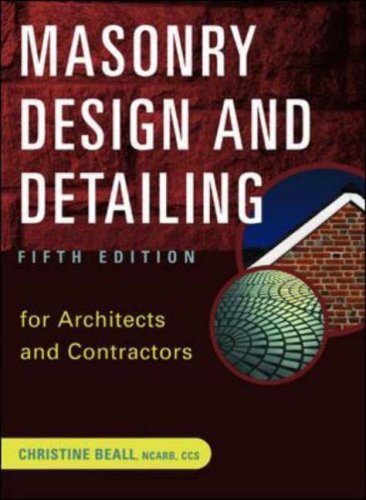 MASONRY
DESIGN AND
DETAILING
FIFTH EDITION
for Architects
and Contractors
CHRISTINE BEALL, NCARB, CCS